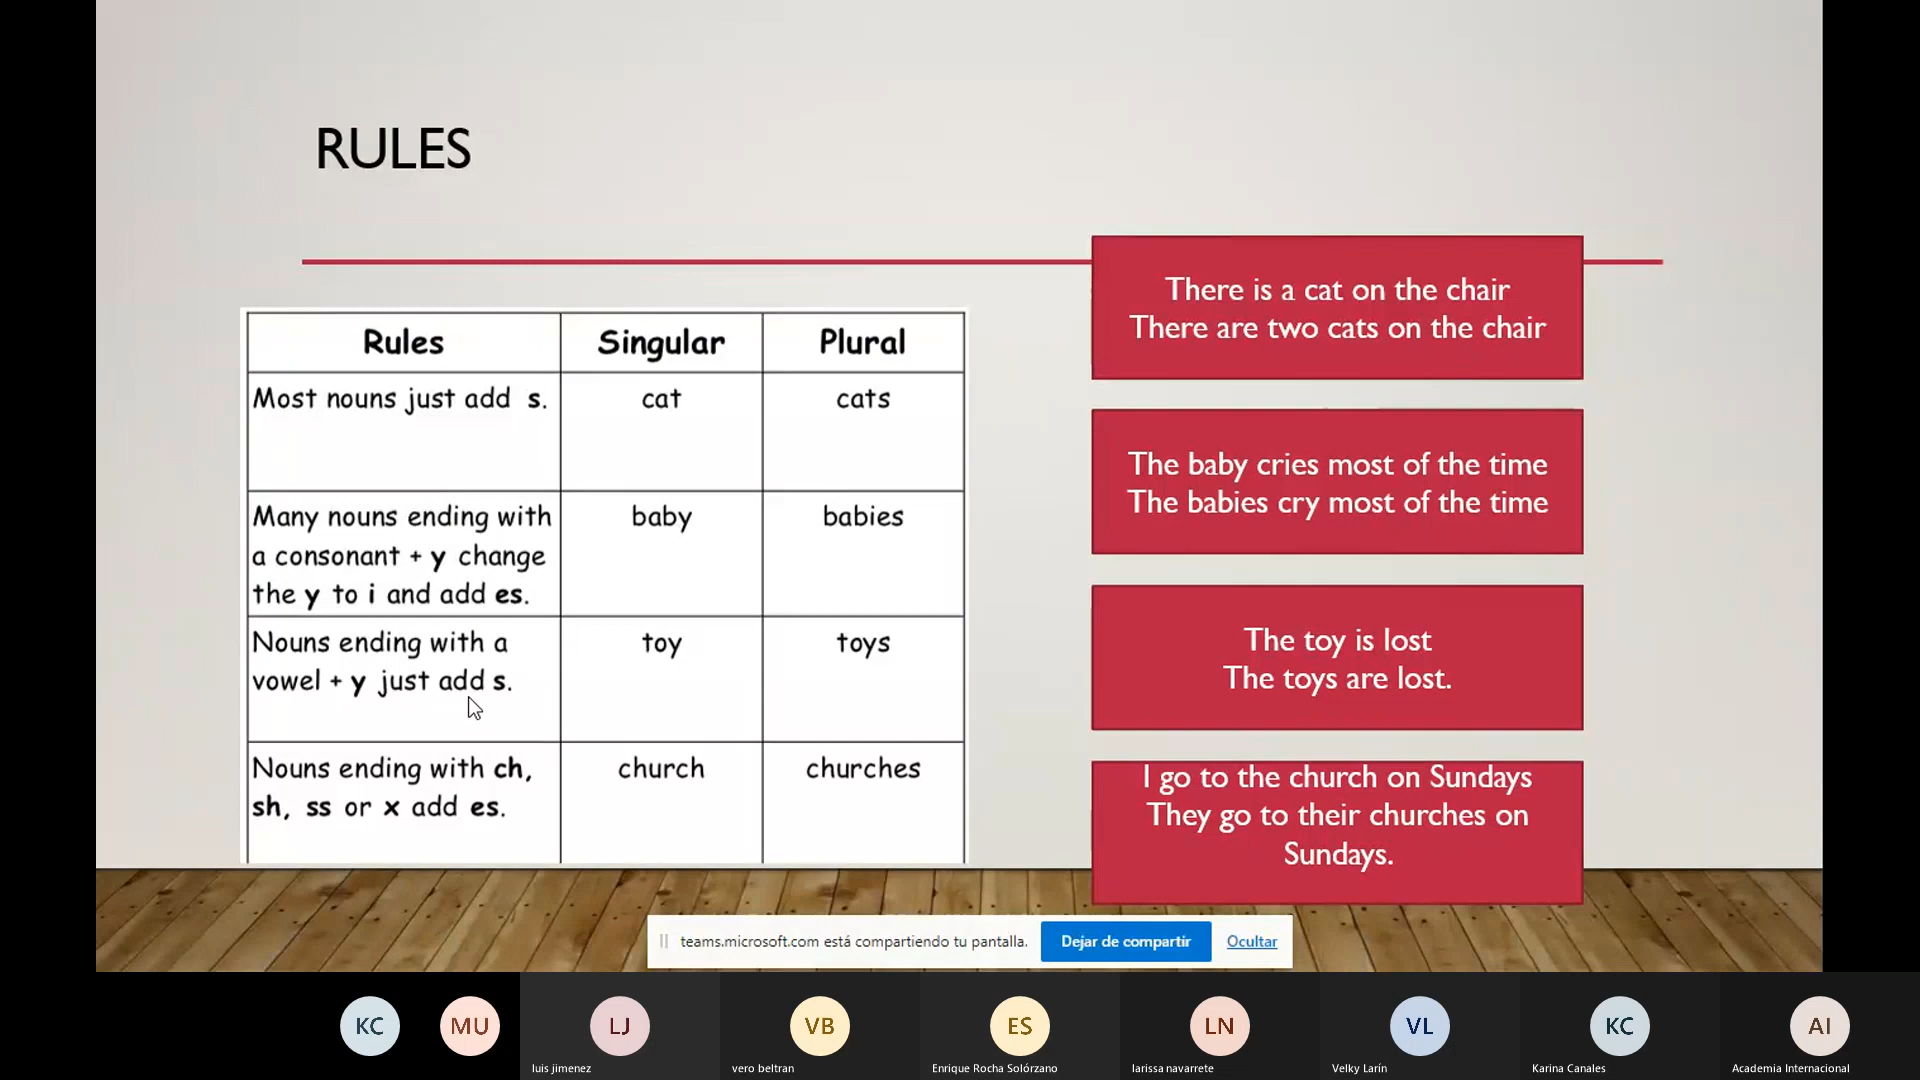 RULES
Rules Singular Plural
Most nouns just add s. cat cats
Many nouns ending with baby babies
a consonant + y change
the y to i and add es.
Nouns ending with a toy toys
vowel + y just add s.
Nouns ending with ch, church churches
sh, ss or x add es.
There is a cat on the chair
There are two cats on the chair
The baby cries most of the time
The babies cry most of the time
The toy is lost
The toys are lost.
I go to the church on Sundays
They go to their churches on
Sundays.
teams.microsoft.com está compartiendo tu pantalla. Dejar de compartir Ocultar
KC MU LJ VB ES LN VL KC AI
luis jimenez vero beltran Enrique Rocha Solórzano larissa navarrete Velky Larín Karina Canales Academia Internacional